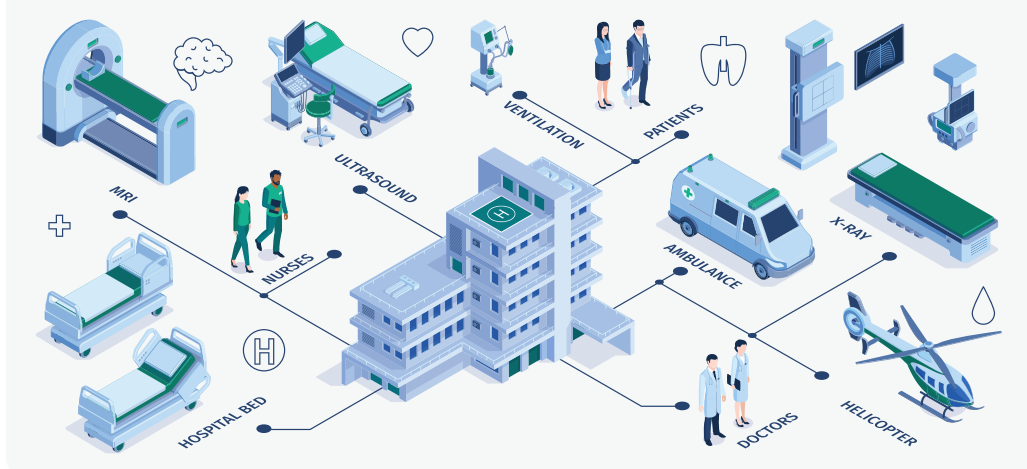 VENTILATION
PATIENTS
ULTRASOUND
MRI
H
X-RAY
AMBULANCE
NURSES
H
HOSPITAL BED
DOCTORS
HELICOPTER